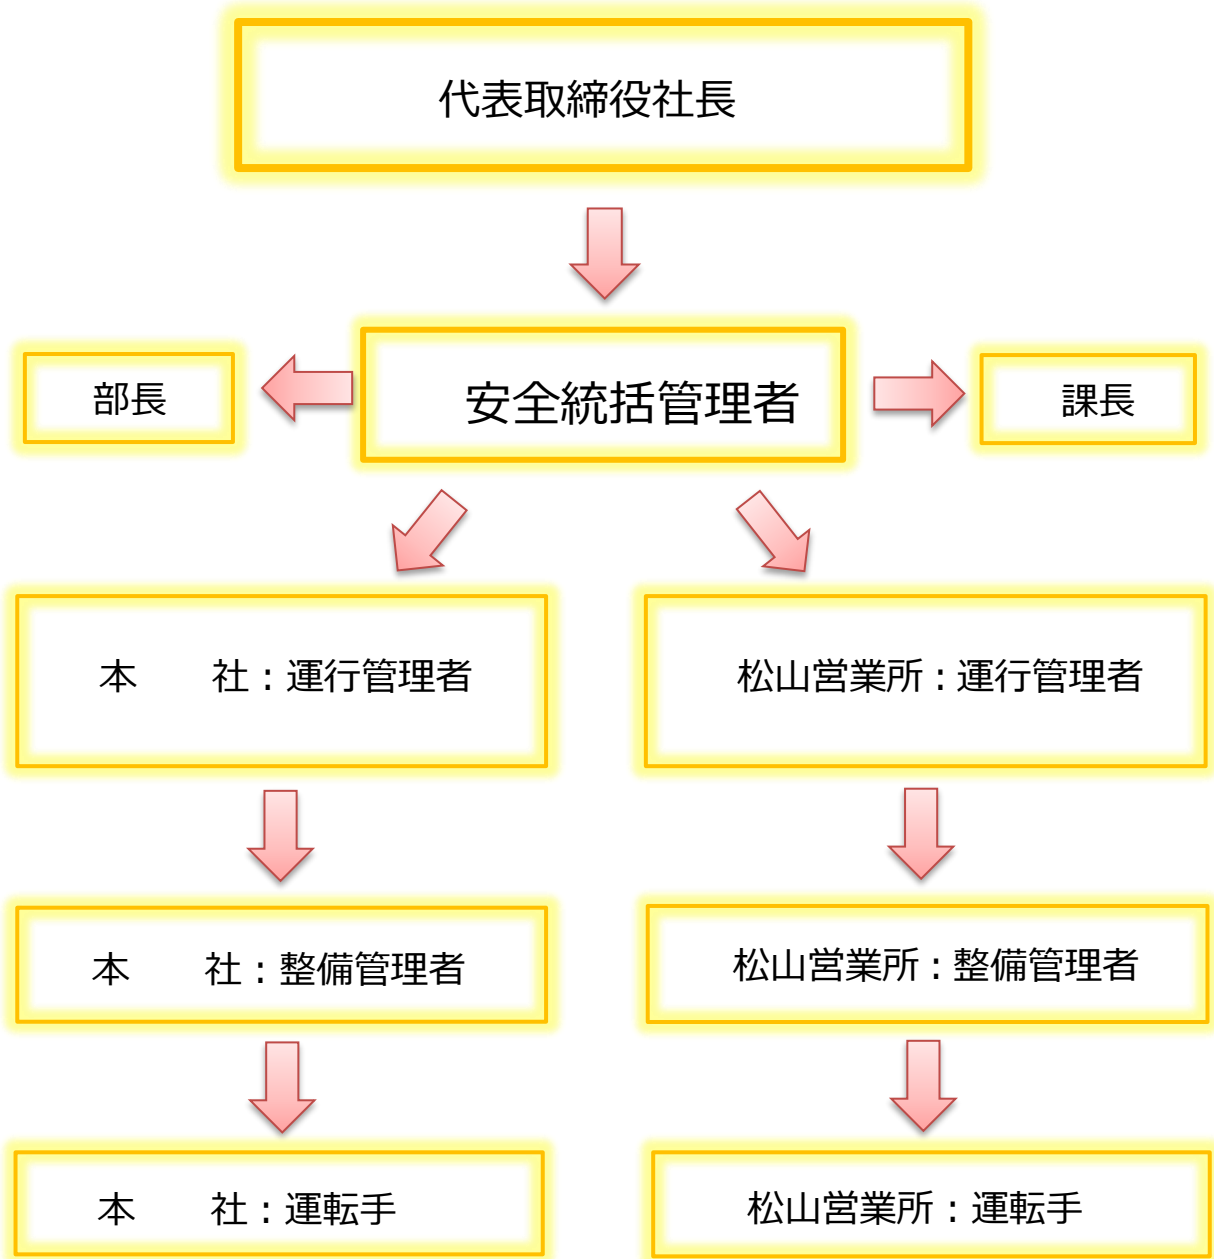 代表取締役社長
部長
安全統括管理者
課長
本　　社：運行管理者
松山営業所：運行管理者
本　　社：整備管理者
松山営業所：整備管理者
本　　社：運転手
松山営業所：運転手